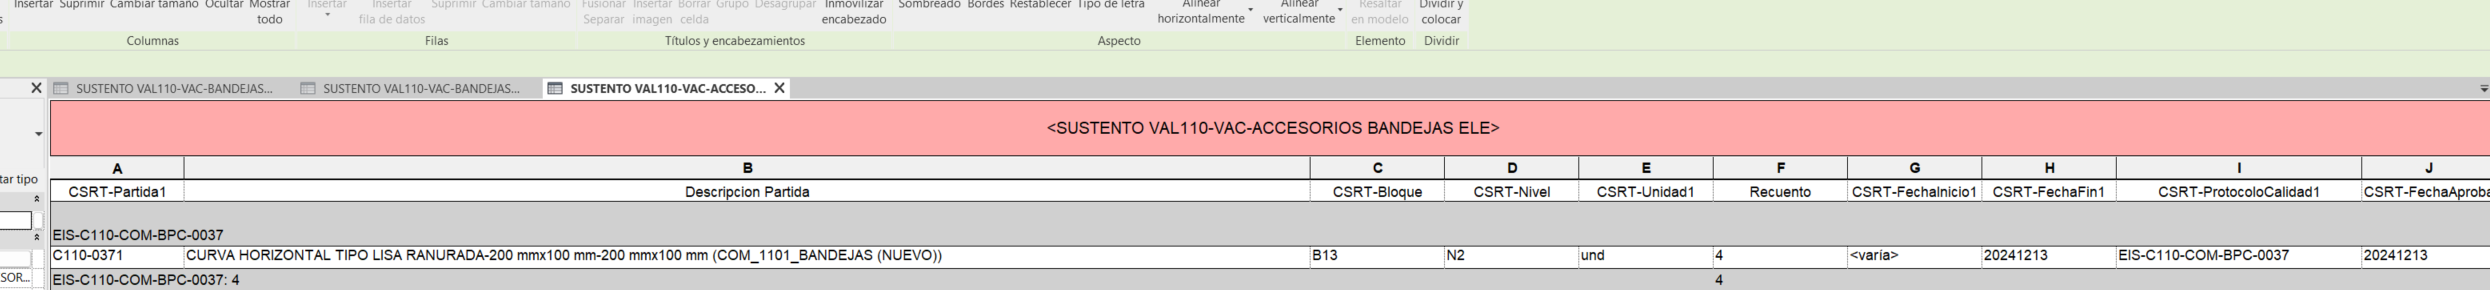 Insertar Suprimir Cambiar tamaño Ocultar Mostrar todo
Insertar Insertar fila de datos Suprimir Cambiar tamaño
Fusionar Separar Insertar imagen Borrar celda Grupo Desagrupar Inmovilizar encabezado
Sombreado Bordes Restablecer Tipo de letra Alinear horizontalmente Alinear verticalmente
Resaltar en modelo
Dividir y colocar
Columnas Filas Títulos y encabezamientos Aspecto Elemento Dividir
SUSTENTO VAL110-VAC-BANDEJAS... SUSTENTO VAL110-VAC-BANDEJAS... SUSTENTO VAL110-VAC-ACCESO...
<SUSTENTO VAL110-VAC-ACCESORIOS BANDEJAS ELE>
A B C D E F G H I J
tar tipo
CSRT-Partida1 Descripcion Partida CSRT-Bloque CSRT-Nivel CSRT-Unidad1 Recuento CSRT-FechaInicio1 CSRT-FechaFin1 CSRT-ProtocoloCalidad1 CSRT-FechaAproba
EIS-C110-COM-BPC-0037
C110-0371 CURVA HORIZONTAL TIPO LISA RANURADA-200 mmx100 mm-200 mmx100 mm (COM_1101_BANDEJAS (NUEVO)) B13 N2 und 4 <varía> 20241213 EIS-C110-COM-BPC-0037 20241213
SOR...
EIS-C110-COM-BPC-0037: 4 4